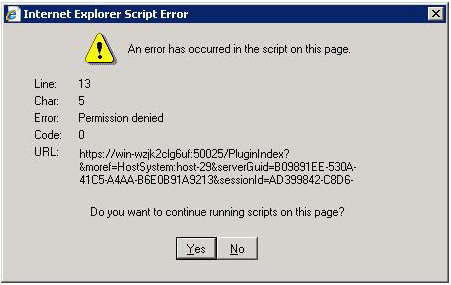 Internet Explorer Script Error
An error has occurred in the script on this page.
Line: 13
Char: 5
Error: Permission denied
Code: 0
URL: https://win-wzjk2clg6uf:50025/PluginIndex?
&moref=HostSystem:host-29&serverGuid=B09891EE-530A-
41C5-A4AA-B6E0B91A9213&sessionId=AD399842-C8D6-
Do you want to continue running scripts on this page?
Yes No